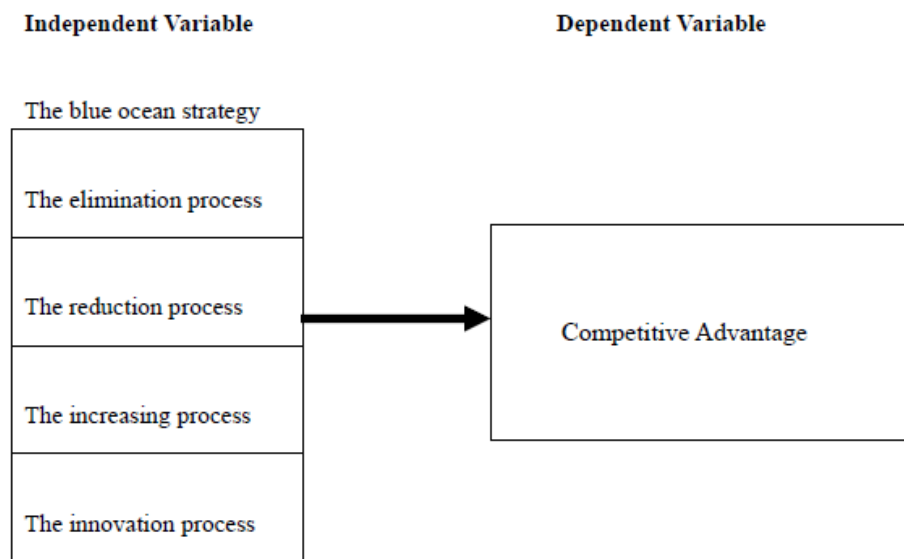 Independent Variable
Dependent Variable
The blue ocean strategy
The elimination process
The reduction process
Competitive Advantage
The increasing process
The innovation process